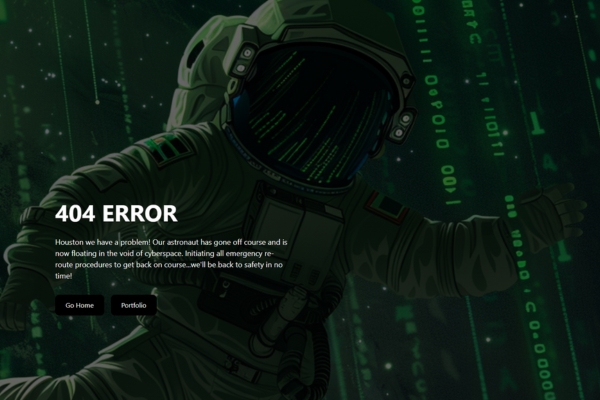 404 ERROR
Houston we have a problem! Our astronaut has gone off course and is
now floating in the void of cyberspace. Initiating all emergency re-
route procedures to get back on course...we'll be back to safety in no
time!
Go Home
Portfolio